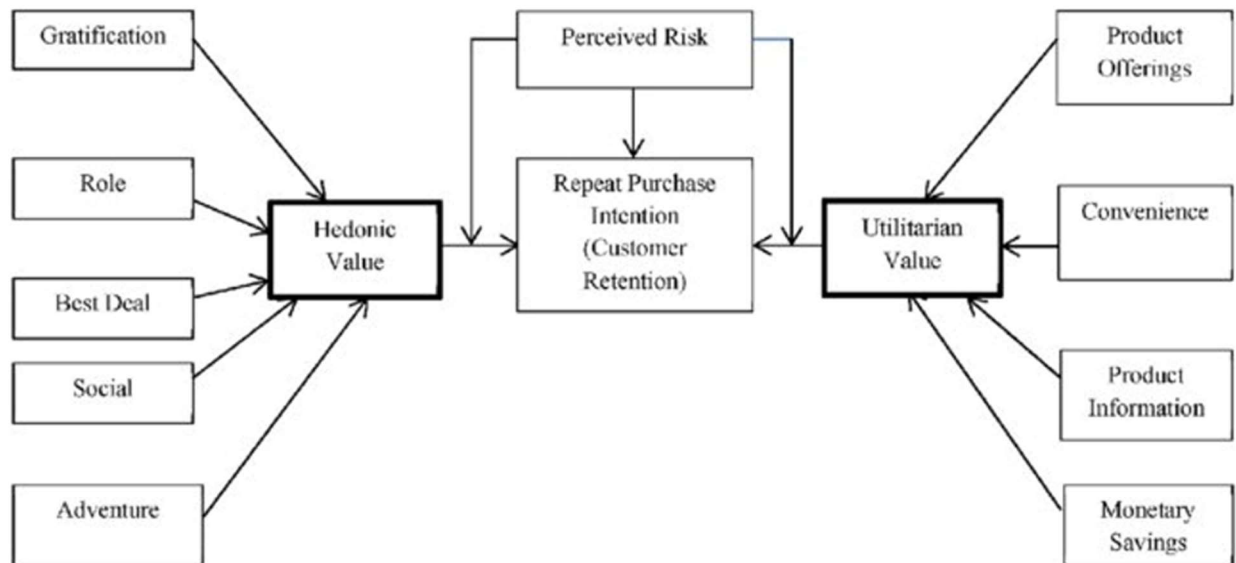 Gratification
Perceived Risk
Product
Offerings
Role
Repeat Purchase
Intention
(Customer
Retention)
Convenience
Hedonic
Value
Utilitarian
Value
Best Deal
Social
Product
Information
Adventure
Monetary
Savings